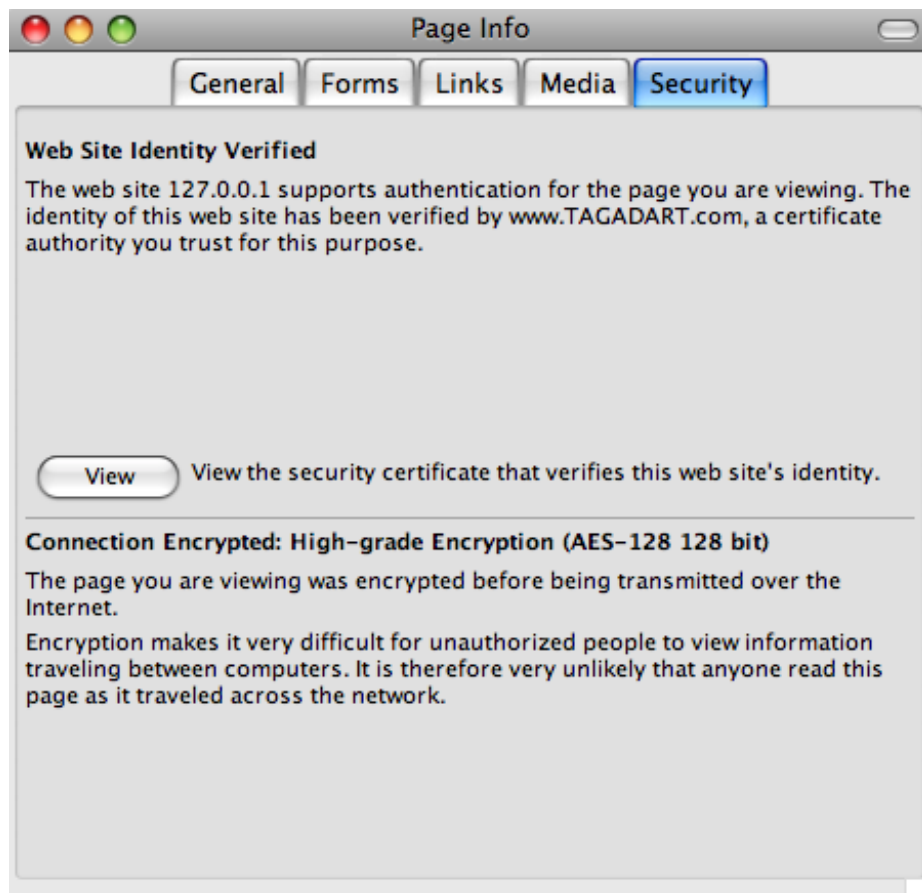 Page Info
General Forms Links Media Security
Web Site Identity Verified
The web site 127.0.0.1 supports authentication for the page you are viewing. The
identity of this web site has been verified by www.TAGADART.com, a certificate
authority you trust for this purpose.
View View the security certificate that verifies this web site's identity.
Connection Encrypted: High-grade Encryption (AES-128 128 bit)
The page you are viewing was encrypted before being transmitted over the
Internet.
Encryption makes it very difficult for unauthorized people to view information
traveling between computers. It is therefore very unlikely that anyone read this
page as it traveled across the network.